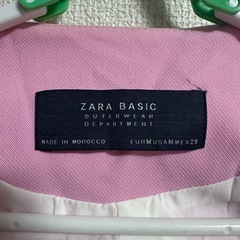 ZARA BASIC
OUTERWEAR
DEPARTMENT
MADE IN MOROCCO EUR M USA M MEX 28